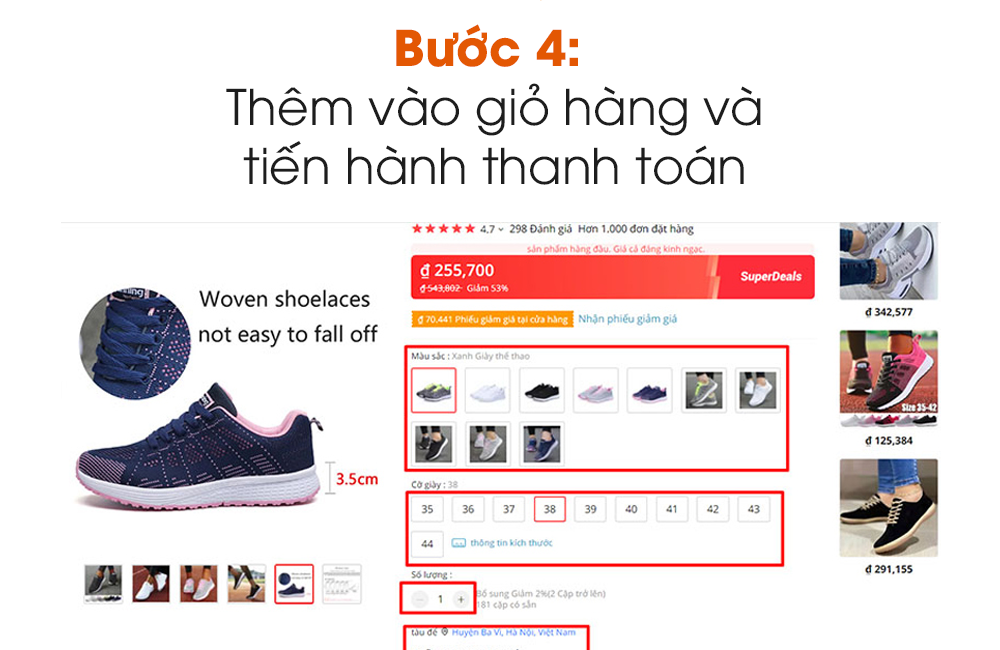 Bước 4:
Thêm vào giỏ hàng và
tiến hành thanh toán
Woven shoelaces
not easy to fall off
3.5cm
4,7 298 Đánh giá Hơn 1.000 đơn đặt hàng
sản phẩm hàng đầu. Giá cả đáng kinh ngạc.
₫ 255,700
₫ 543,802 Giảm 53%
SuperDeals
₫ 70,441 Phiếu giảm giá tại cửa hàng Nhận phiếu giảm giá
Màu sắc : Xanh Giày thể thao
Cỡ giày : 38
35 36 37 38 39 40 41 42 43
44 thông tin kích thước
Số lượng :
1
Bổ sung Giảm 2%(2 Cặp trở lên)
181 cặp có sẵn
tàu để Huyện Ba Vì, Hà Nội, Việt Nam
₫ 342,577
Size 35-42
₫ 125,384
₫ 291,155